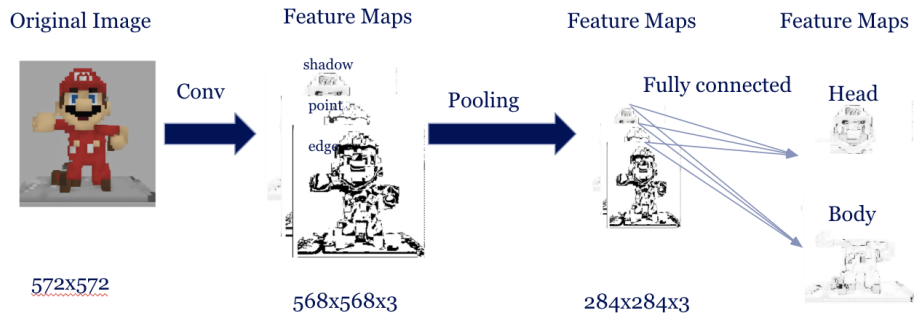 Original Image
Feature Maps
Feature Maps
Feature Maps
shadow
Conv
point
Pooling
Fully connected
Head
edge
Body
572x572
568x568x3
284x284x3